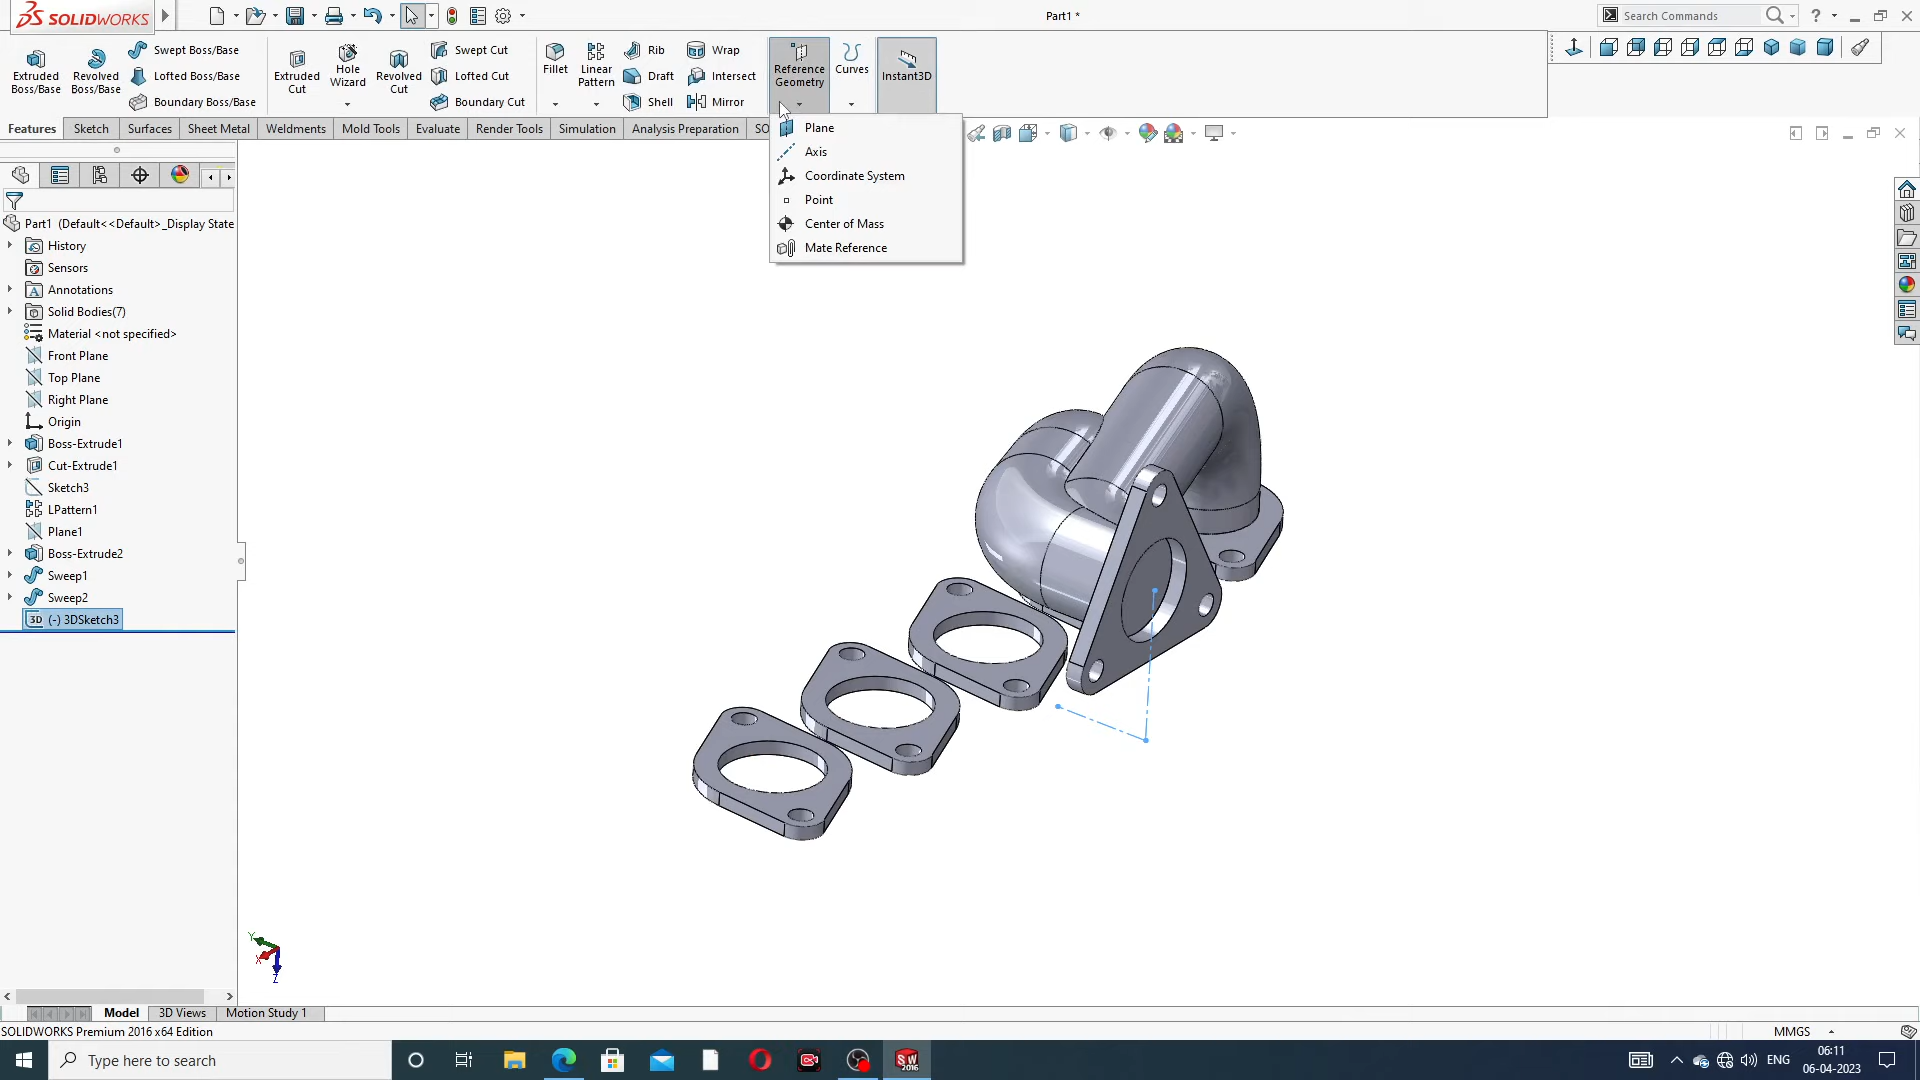 SOLIDWORKS
Part1 *
Search Commands
Extruded Boss/Base
Revolved Boss/Base
Swept Boss/Base
Lofted Boss/Base
Boundary Boss/Base
Extruded Cut
Hole Wizard
Revolved Cut
Swept Cut
Lofted Cut
Boundary Cut
Fillet
Linear Pattern
Rib
Draft
Shell
Wrap
Intersect
Mirror
Reference Geometry
Curves
Instant3D
Features
Sketch
Surfaces
Sheet Metal
Weldments
Mold Tools
Evaluate
Render Tools
Simulation
Analysis Preparation
SO
Plane
Axis
Coordinate System
Point
Center of Mass
Mate Reference
Part1 (Default<<Default>_Display State
History
Sensors
Annotations
Solid Bodies(7)
Material <not specified>
Front Plane
Top Plane
Right Plane
Origin
Boss-Extrude1
Cut-Extrude1
Sketch3
LPattern1
Plane1
Boss-Extrude2
Sweep1
Sweep2
3D (-) 3DSketch3
Y
X
Z
Model
3D Views
Motion Study 1
SOLIDWORKS Premium 2016 x64 Edition
MMGS
Type here to search
SW 2016
ENG
06:11
06-04-2023